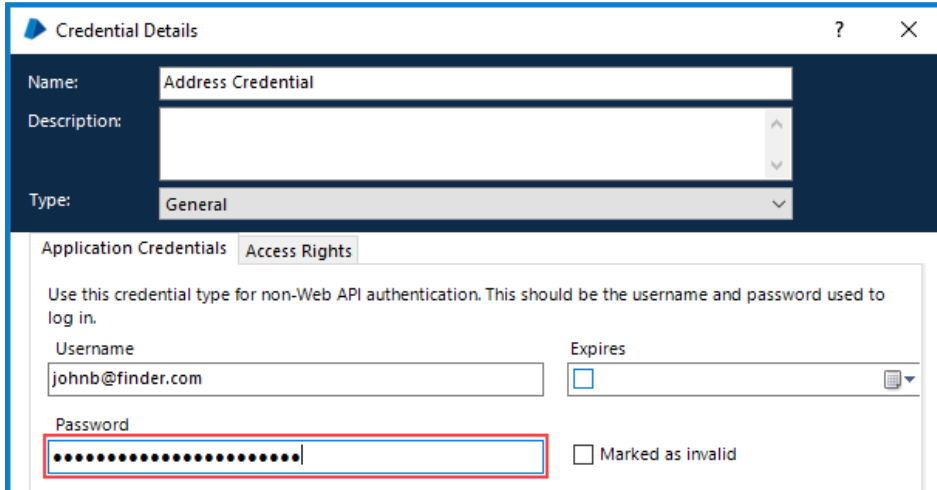 Credential Details ?
Name: Address Credential
Description:
Type: General
Application Credentials Access Rights
Use this credential type for non-Web API authentication. This should be the username and password used to
log in.
Username Expires
johnb@finder.com
Password
●●●●●●●●●●●●●●●●●●●●●●●
Marked as invalid